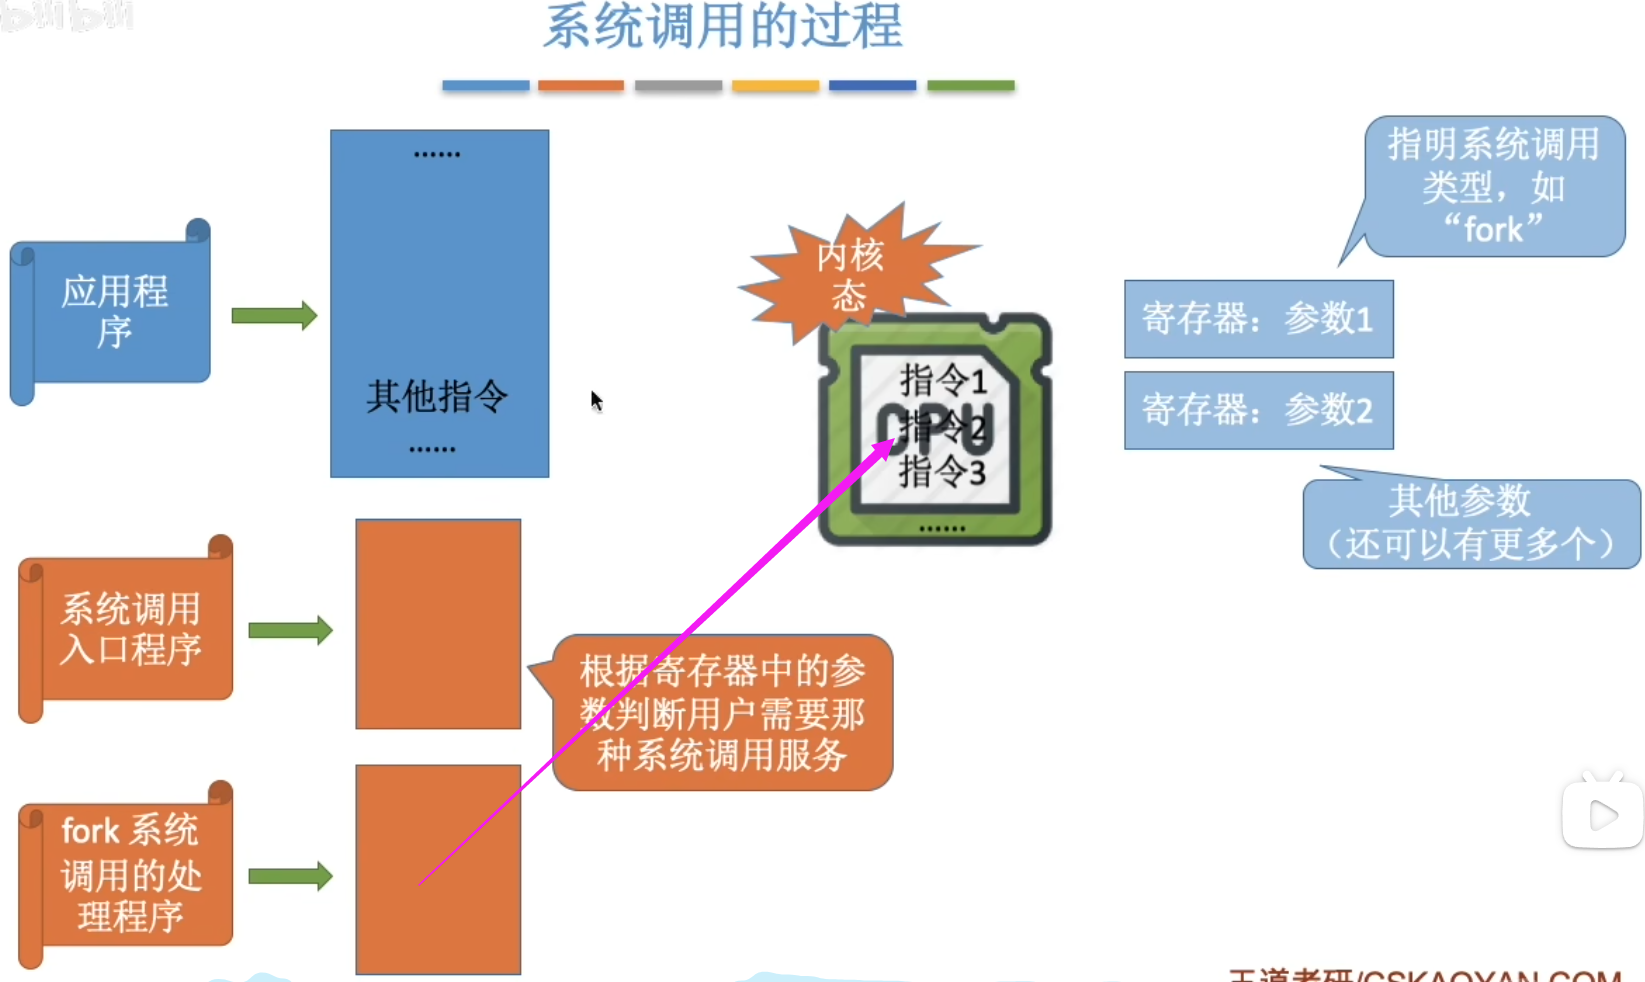 bilibili
系统调用的过程
······
其他指令
······
应用程
序
系统调用
入口程序
fork 系统
调用的处
理程序
根据寄存器中的参
数判断用户需要那
种系统调用服务
内核
态
CPU
指令1
指令2
指令3
······
指明系统调用
类型，如
“fork”
寄存器：参数1
寄存器：参数2
其他参数
（还可以有更多个）
王道考研/CSKAOYAN.COM